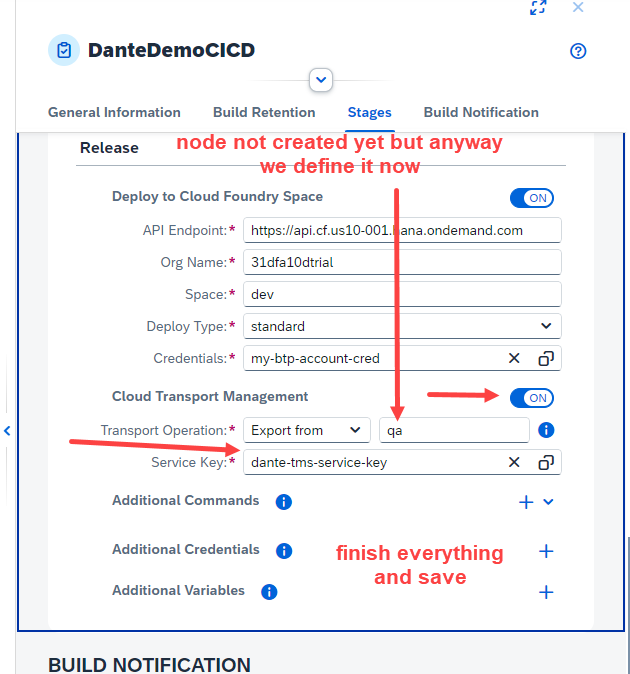 DanteDemoCICD
General Information Build Retention Stages Build Notification
Release
node not created yet but anyway
we define it now
Deploy to Cloud Foundry Space ON
API Endpoint:* https://api.cf.us10-001.hana.ondemand.com
Org Name:* 31dfa10dtrial
Space:* dev
Deploy Type:* standard
Credentials:* my-btp-account-cred
Cloud Transport Management ON
Transport Operation:* Export from qa
Service Key:* dante-tms-service-key
Additional Commands
Additional Credentials
finish everything
and save
Additional Variables
BUILD NOTIFICATION